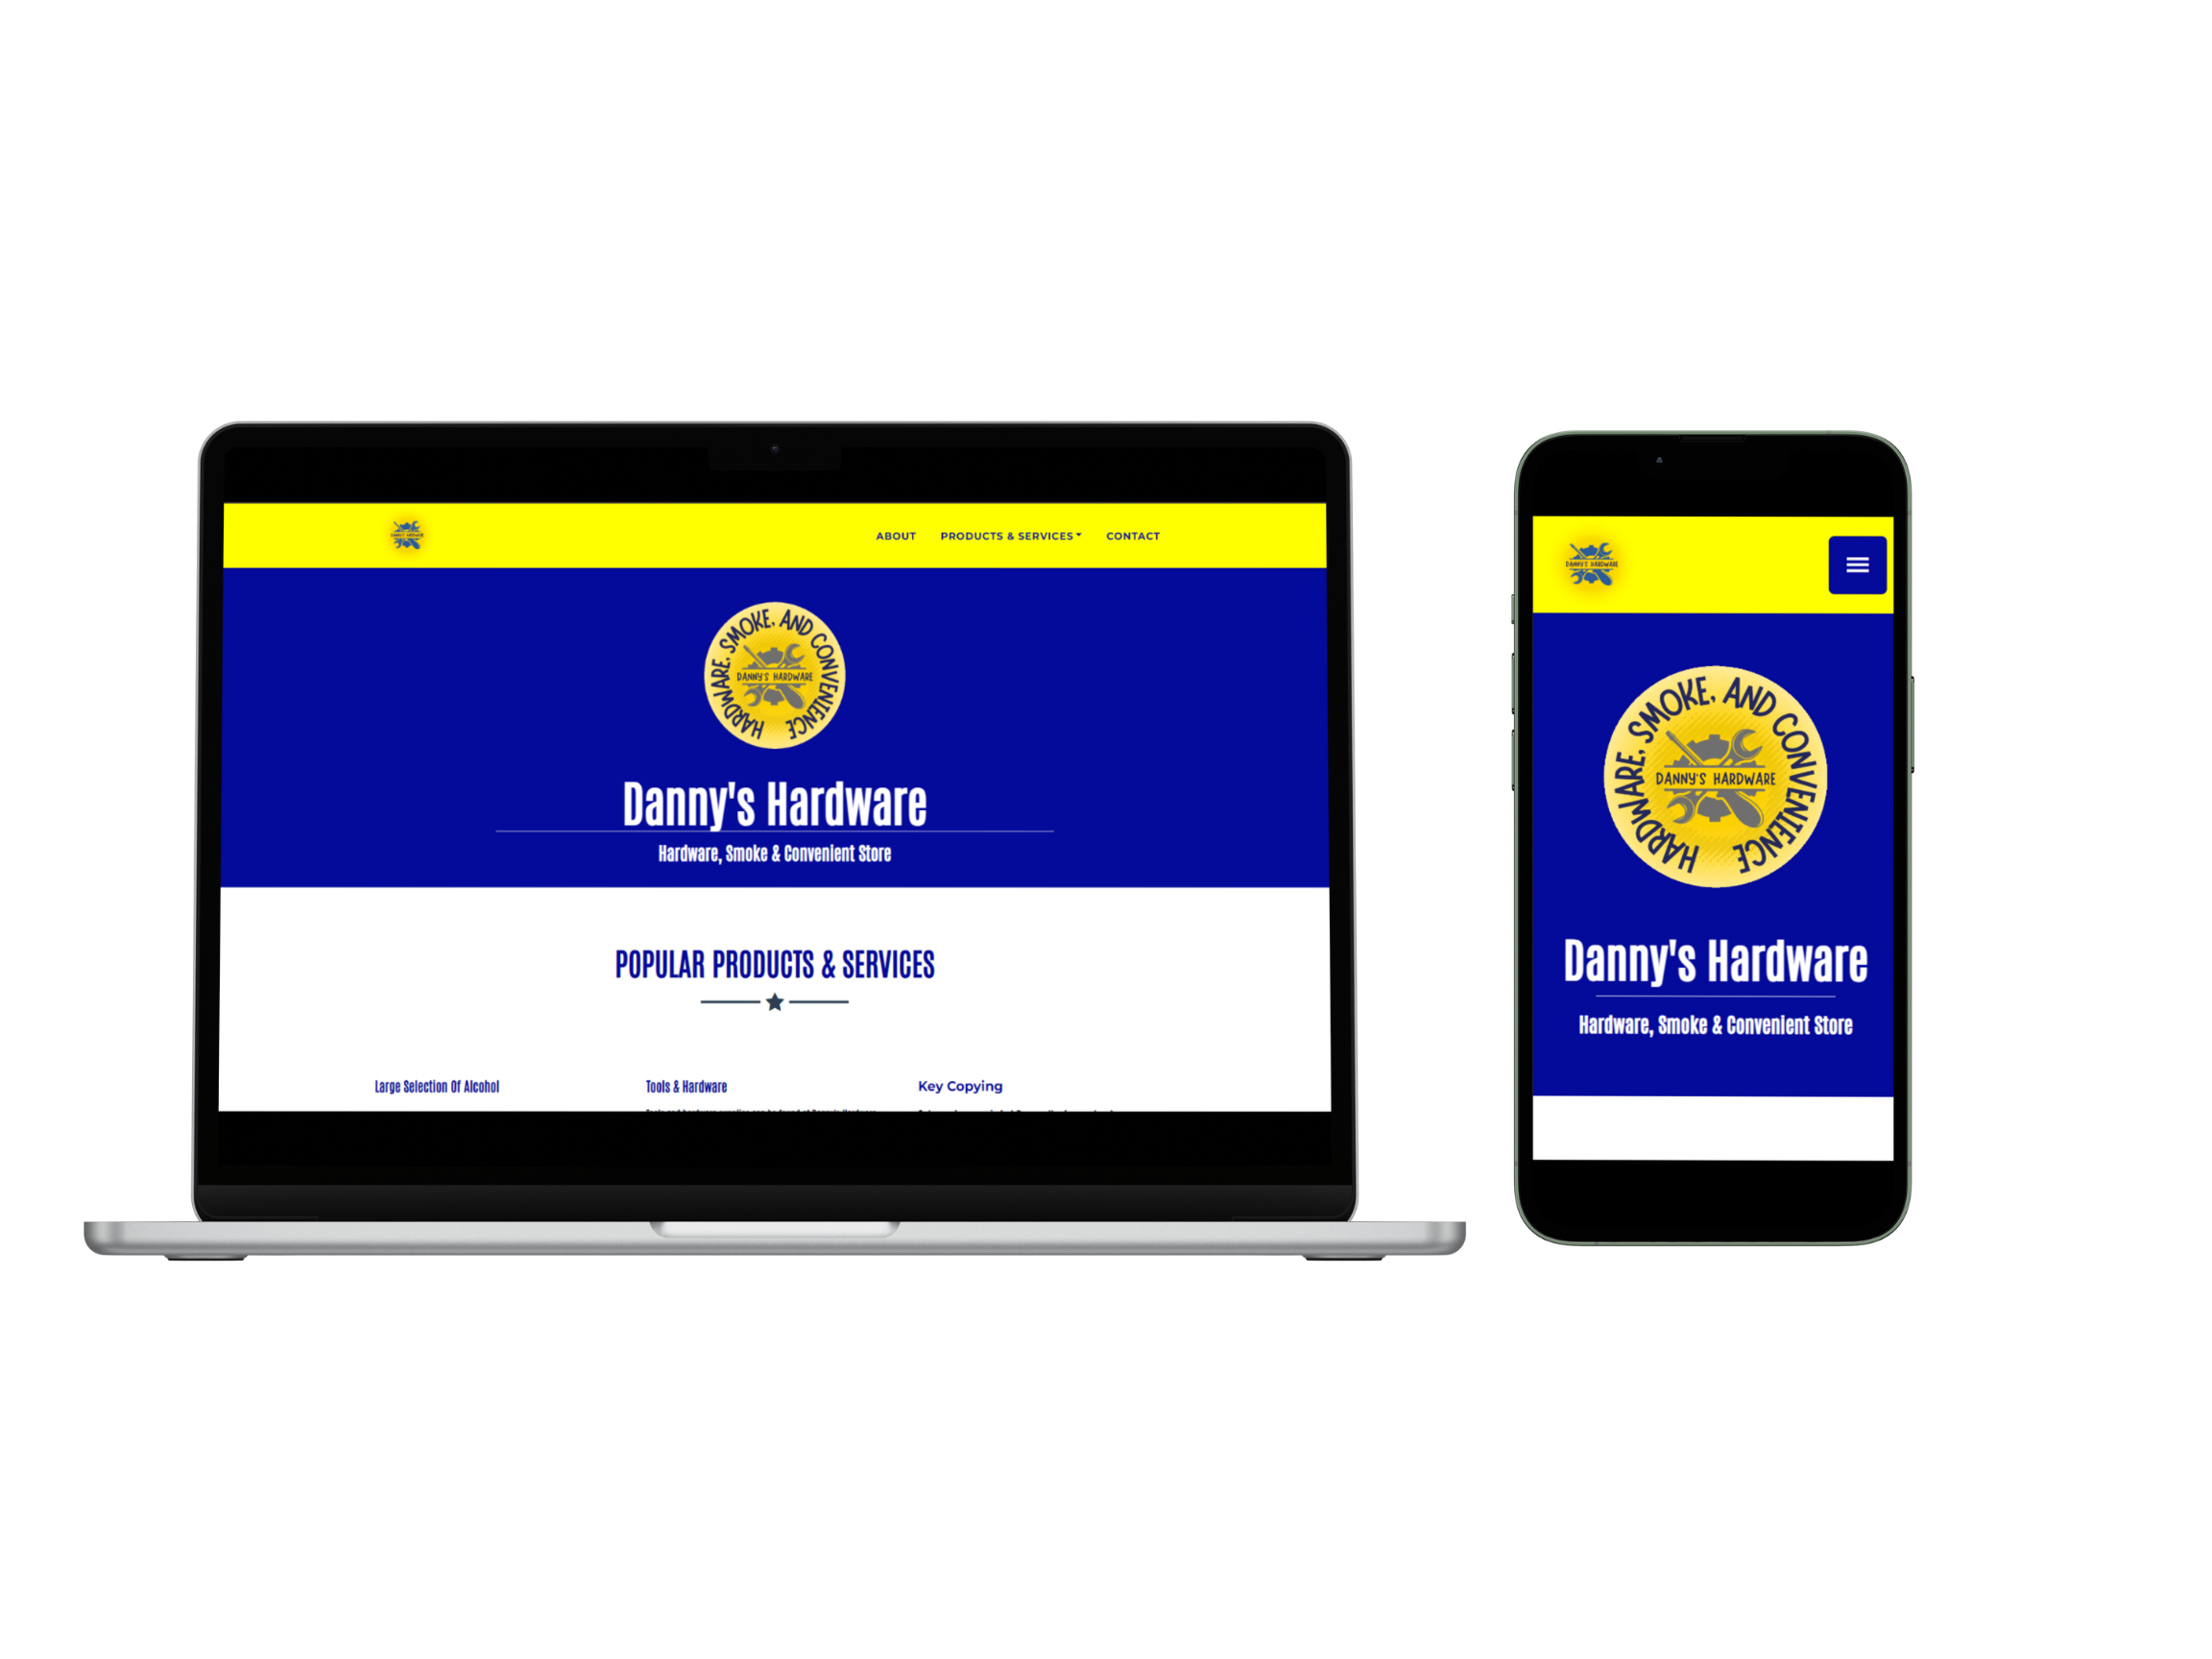 DANNY'S HARDWARE
ABOUT PRODUCTS & SERVICES CONTACT
HARDWARE, SMOKE, AND CONVENIENCE
DANNY'S HARDWARE
Danny's Hardware
Hardware, Smoke & Convenient Store
POPULAR PRODUCTS & SERVICES
Large Selection Of Alcohol
Tools & Hardware
Key Copying
DANNY'S HARDWARE
HARDWARE, SMOKE, AND CONVENIENCE
DANNY'S HARDWARE
Danny's Hardware
Hardware, Smoke & Convenient Store